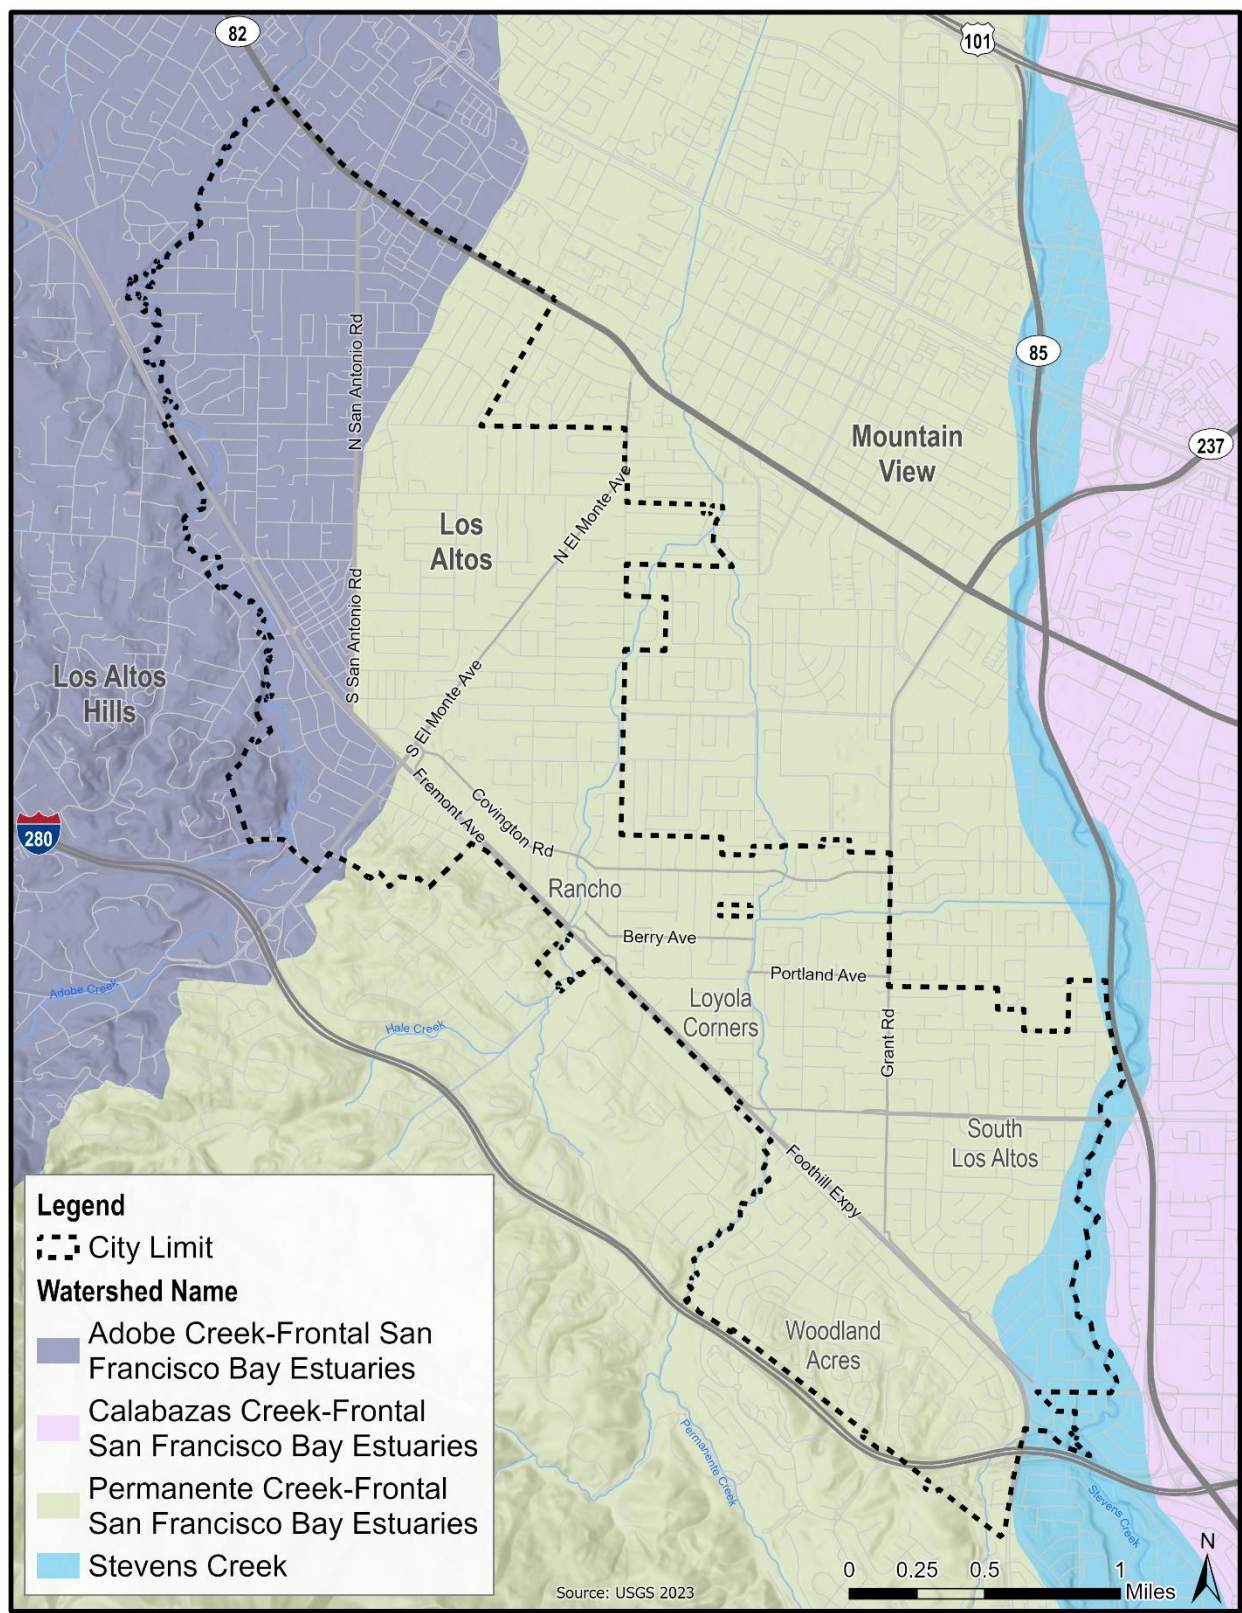 82
101
N San Antonio Rd
85
Mountain
View
237
Los
Altos
N El Monte Ave
S San Antonio Rd
Los Altos
Hills
S El Monte Ave
280
Fremont Ave
Covington Rd
Rancho
Berry Ave
Portland Ave
Adobe Creek
Loyola
Corners
Hale Creek
Grant Rd
South
Los Altos
Foothill Expy
Woodland
Acres
Permanente Creek
Stevens Creek
Legend
City Limit
Watershed Name
Adobe Creek-Frontal San
Francisco Bay Estuaries
Calabazas Creek-Frontal
San Francisco Bay Estuaries
Permanente Creek-Frontal
San Francisco Bay Estuaries
Stevens Creek
Source: USGS 2023
0 0.25 0.5 1
Miles
N